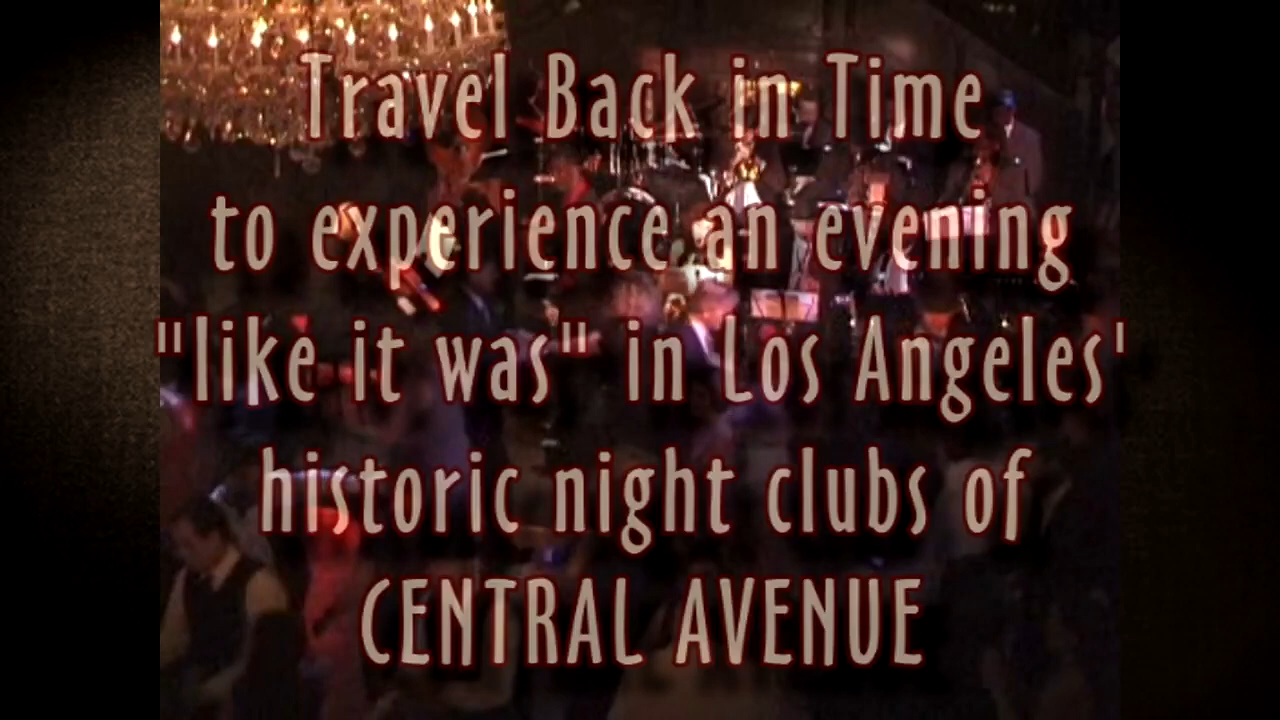 Travel Back in Time
to experience an evening
"like it was" in Los Angeles'
historic night clubs of
CENTRAL AVENUE